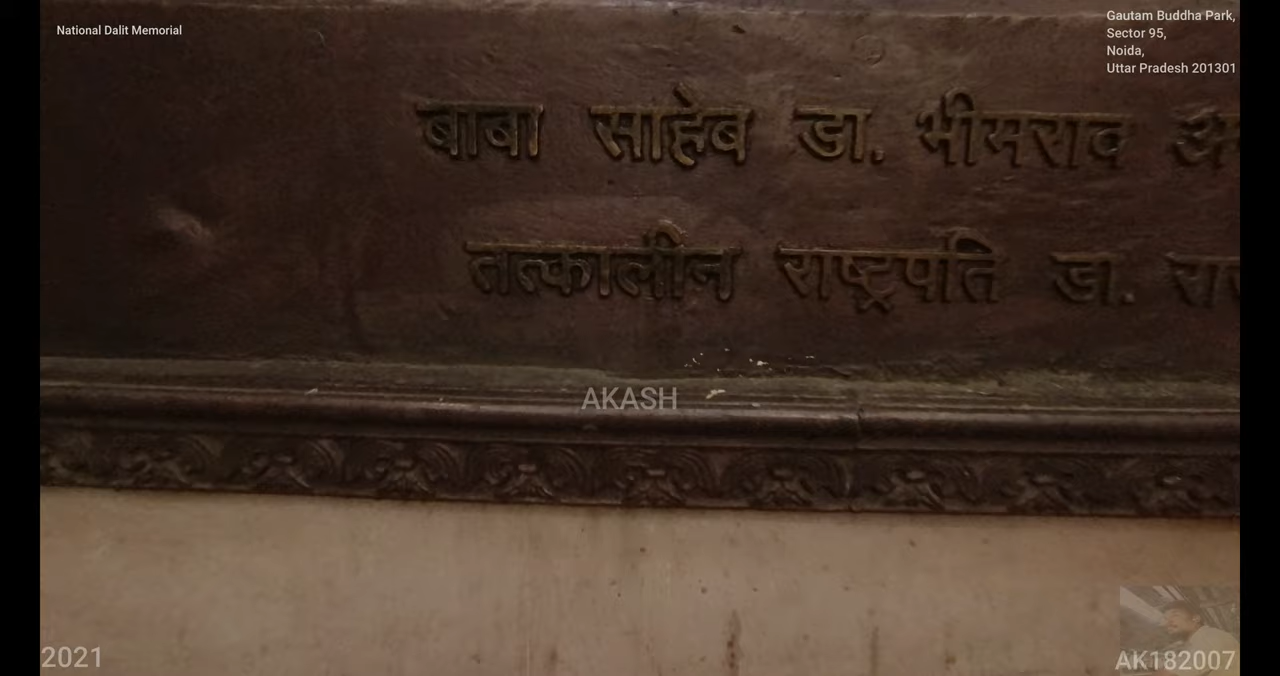 National Dalit Memorial
Gautam Buddha Park,
Sector 95,
Noida,
Uttar Pradesh 201301
बाबा साहेब डा. भीमराव
तत्कालीन राष्ट्रपति डा.
AKASH
2021
AK182007